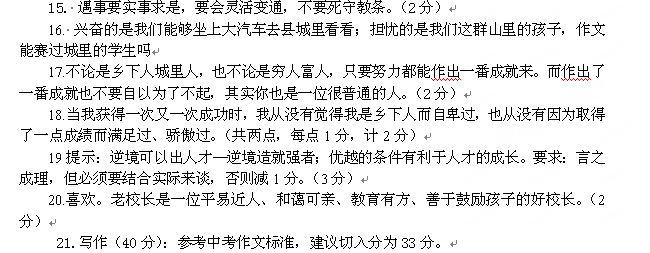 15. 遇事要实事求是，要会灵活变通，不要死守教条。（2分）
16. 兴奋的是我们能够坐上大汽车去县城里看看；担忧的是我们这群山里的孩子，作文
能赛过城里的学生吗
17.不论是乡下人城里人，也不论是穷人富人，只要努力都能作出一番成就来。而作出了
一番成就也不要自以为了不起，其实你也是一位很普通的人。（2分）
18.当我获得一次又一次成功时，我从没有觉得我是乡下人而自卑过，也从没有因为取得
了一点成绩而满足过、骄傲过。（共两点，每点1分，计2分）
19提示：逆境可以出人才—逆境造就强者；优越的条件有利于人才的成长。要求：言之
成理，但必须要结合实际来谈，否则减1分。（3分）
20.喜欢。老校长是一位平易近人、和蔼可亲、教育有方、善于鼓励孩子的好校长。（2
分）
21. 写作（40分）：参考中考作文标准，建议切入分为33分。